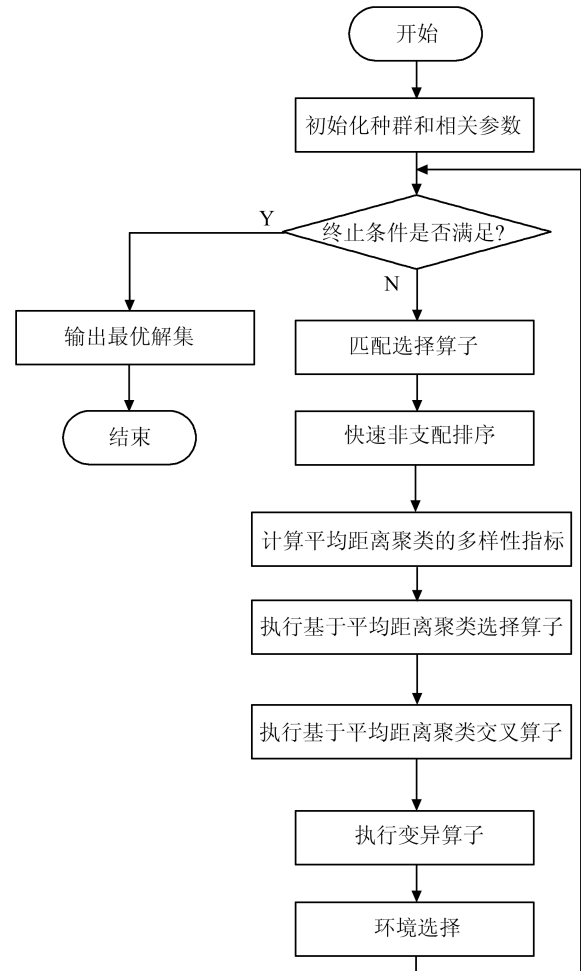 开始
初始化种群和相关参数
Y
终止条件是否满足?
N
输出最优解集
匹配选择算子
结束
快速非支配排序
计算平均距离聚类的多样性指标
执行基于平均距离聚类选择算子
执行基于平均距离聚类交叉算子
执行变异算子
环境选择